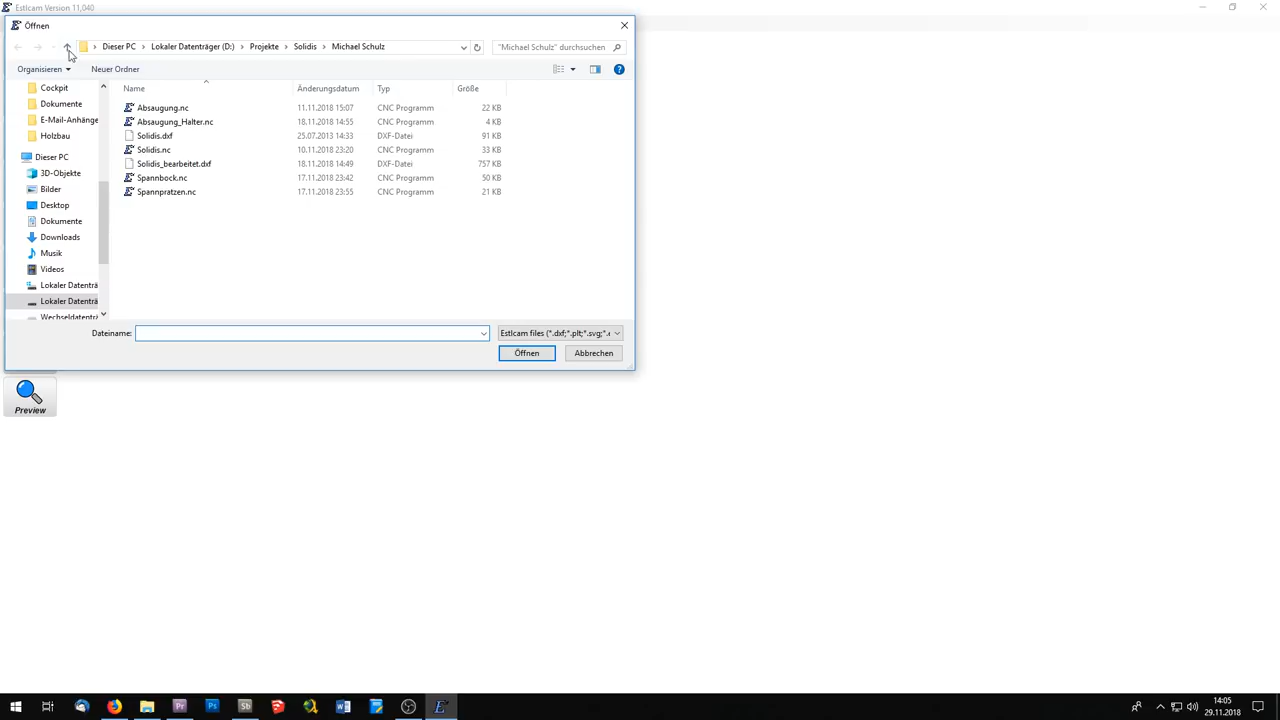 Estlcam Version 11,040
Öffnen
Dieser PC > Lokaler Datenträger (D:) > Projekte > Solidis > Michael Schulz
"Michael Schulz" durchsuchen
Organisieren
Neuer Ordner
Cockpit
Dokumente
E-Mail-Anhänge
Holzbau
Dieser PC
3D-Objekte
Bilder
Desktop
Dokumente
Downloads
Musik
Videos
Lokaler Datenträ
Lokaler Datenträ
Wechseldatenträ
Name Änderungsdatum Typ Größe
Absaugung.nc 11.11.2018 15:07 CNC Programm 22 KB
Absaugung_Halter.nc 18.11.2018 14:55 CNC Programm 4 KB
Solidis.dxf 25.07.2013 14:33 DXF-Datei 91 KB
Solidis.nc 10.11.2018 23:20 CNC Programm 33 KB
Solidis_bearbeitet.dxf 18.11.2018 14:49 DXF-Datei 757 KB
Spannbock.nc 17.11.2018 23:42 CNC Programm 50 KB
Spannpratzen.nc 17.11.2018 23:55 CNC Programm 21 KB
Dateiname:
Estlcam files (*.dxf;*.plt;*.svg;*.
Öffnen
Abbrechen
Preview
Pr
Ps
Sb
14:05
29.11.2018